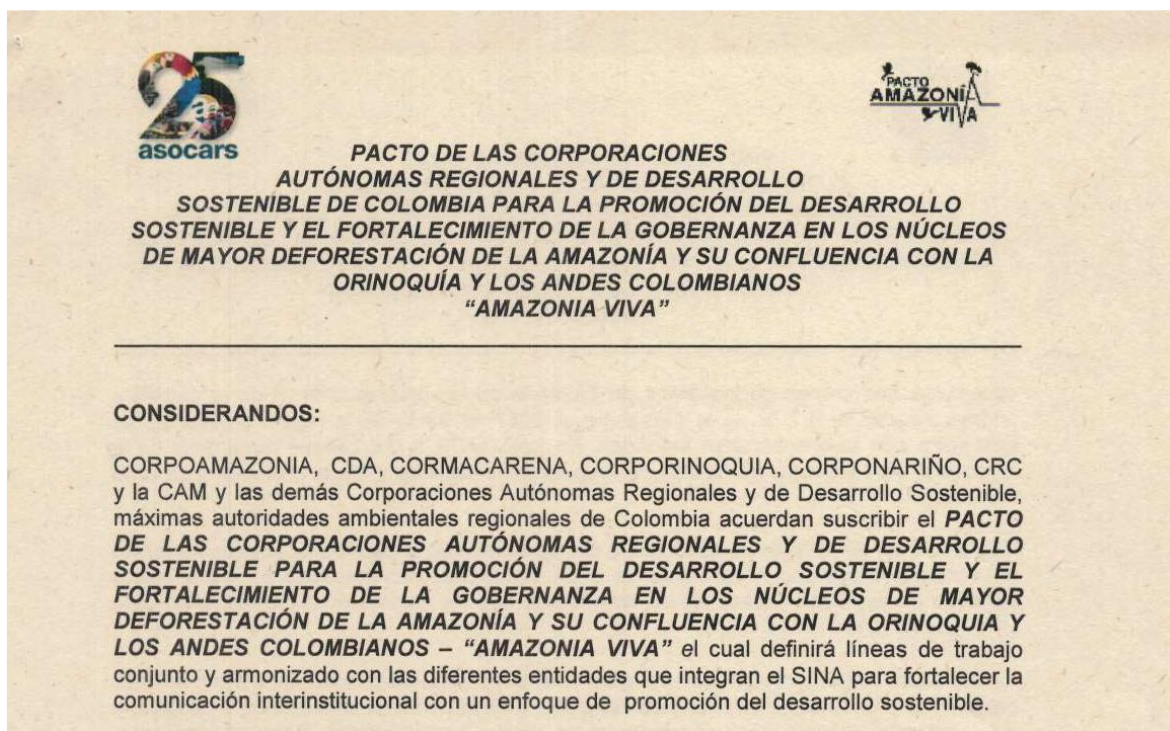 25
asocars
PACTO
AMAZONÍA
VIVA
PACTO DE LAS CORPORACIONES
AUTÓNOMAS REGIONALES Y DE DESARROLLO
SOSTENIBLE DE COLOMBIA PARA LA PROMOCIÓN DEL DESARROLLO
SOSTENIBLE Y EL FORTALECIMIENTO DE LA GOBERNANZA EN LOS NÚCLEOS
DE MAYOR DEFORESTACIÓN DE LA AMAZONÍA Y SU CONFLUENCIA CON LA
ORINOQUÍA Y LOS ANDES COLOMBIANOS
“AMAZONIA VIVA”
CONSIDERANDOS:
CORPOAMAZONIA, CDA, CORMACARENA, CORPORINOQUIA, CORPONARIÑO, CRC
y la CAM y las demás Corporaciones Autónomas Regionales y de Desarrollo Sostenible,
máximas autoridades ambientales regionales de Colombia acuerdan suscribir el PACTO
DE LAS CORPORACIONES AUTÓNOMAS REGIONALES Y DE DESARROLLO
SOSTENIBLE PARA LA PROMOCIÓN DEL DESARROLLO SOSTENIBLE Y EL
FORTALECIMIENTO DE LA GOBERNANZA EN LOS NÚCLEOS DE MAYOR
DEFORESTACIÓN DE LA AMAZONÍA Y SU CONFLUENCIA CON LA ORINOQUIA Y
LOS ANDES COLOMBIANOS – “AMAZONIA VIVA” el cual definirá líneas de trabajo
conjunto y armonizado con las diferentes entidades que integran el SINA para fortalecer la
comunicación interinstitucional con un enfoque de promoción del desarrollo sostenible.